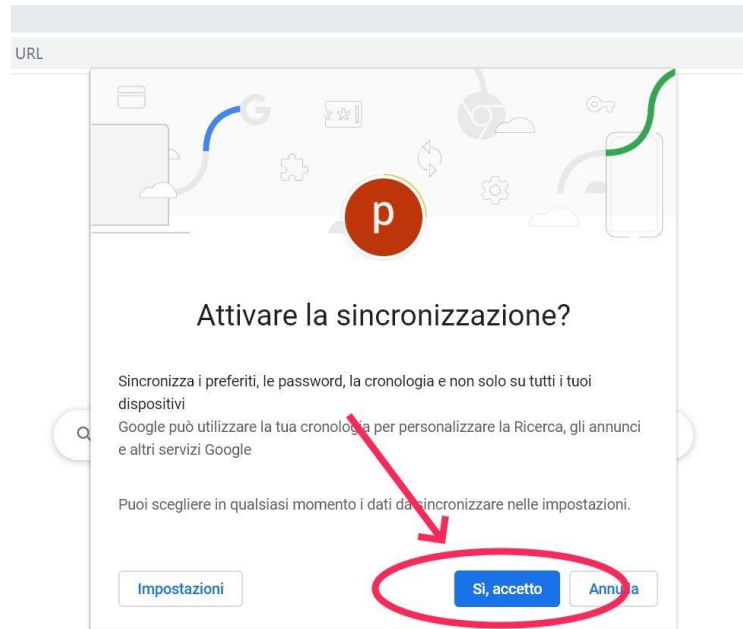 URL
p
Attivare la sincronizzazione?
Sincronizza i preferiti, le password, la cronologia e non solo su tutti i tuoi
dispositivi
Google può utilizzare la tua cronologia per personalizzare la Ricerca, gli annunci
e altri servizi Google
Puoi scegliere in qualsiasi momento i dati da sincronizzare nelle impostazioni.
Impostazioni
Sì, accetto
Annulla